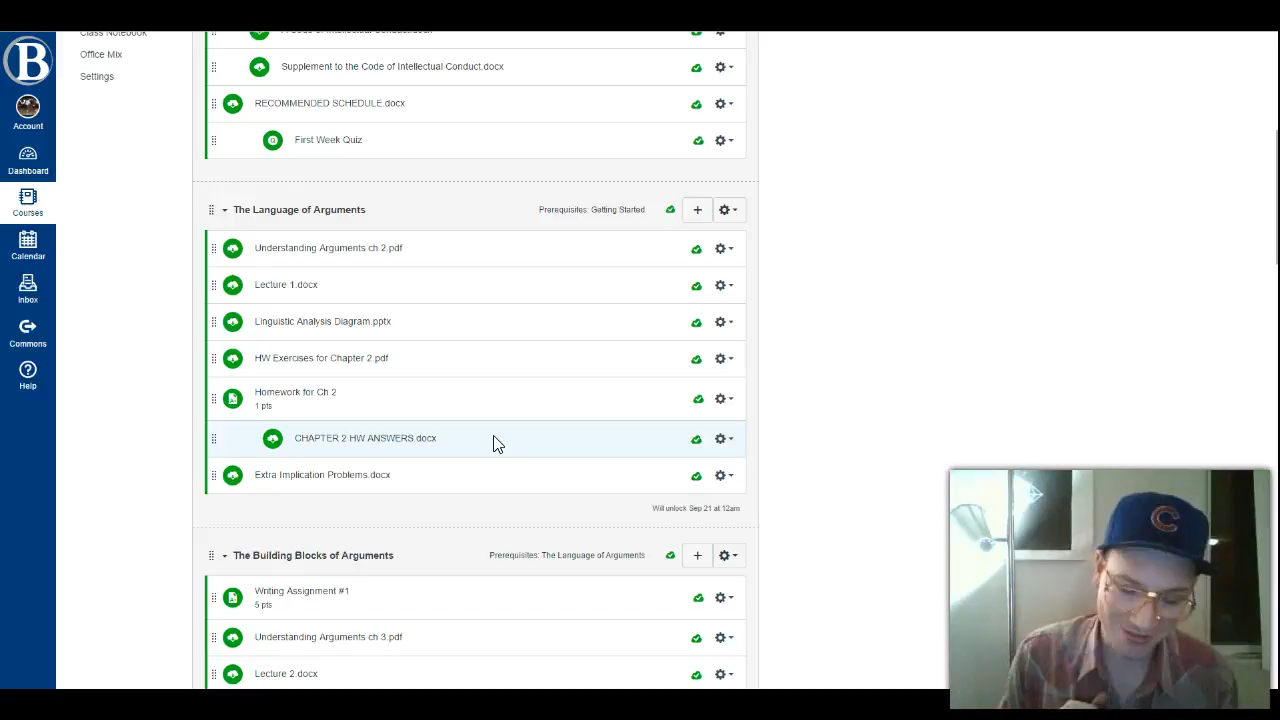 Class Notebook
Office Mix
Settings
B
Account
Dashboard
Courses
Calendar
Inbox
Commons
Help
Supplement to the Code of Intellectual Conduct.docx
RECOMMENDED SCHEDULE.docx
First Week Quiz
The Language of Arguments
Prerequisites: Getting Started
Understanding Arguments ch 2.pdf
Lecture 1.docx
Linguistic Analysis Diagram.pptx
HW Exercises for Chapter 2.pdf
Homework for Ch 2
1 pts
CHAPTER 2 HW ANSWERS.docx
Extra Implication Problems.docx
Will unlock Sep 21 at 12am
The Building Blocks of Arguments
Prerequisites: The Language of Arguments
Writing Assignment #1
5 pts
Understanding Arguments ch 3.pdf
Lecture 2.docx
C